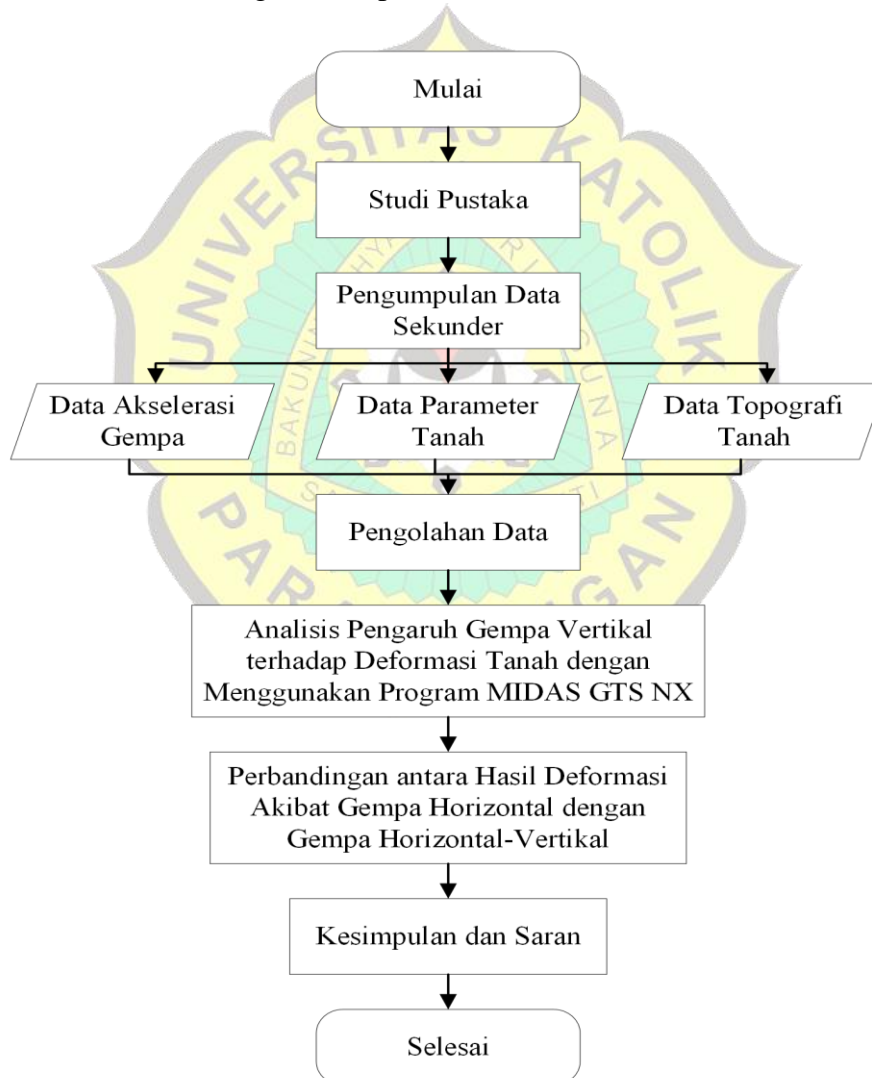 Mulai
Studi Pustaka
Pengumpulan Data
Sekunder
Data Akselerasi
Gempa
Data Parameter
Tanah
Data Topografi
Tanah
Pengolahan Data
Analisis Pengaruh Gempa Vertikal
terhadap Deformasi Tanah dengan
Menggunakan Program MIDAS GTS NX
Perbandingan antara Hasil Deformasi
Akibat Gempa Horizontal dengan
Gempa Horizontal-Vertikal
Kesimpulan dan Saran
Selesai
UNIVERSITAS KATOLIK